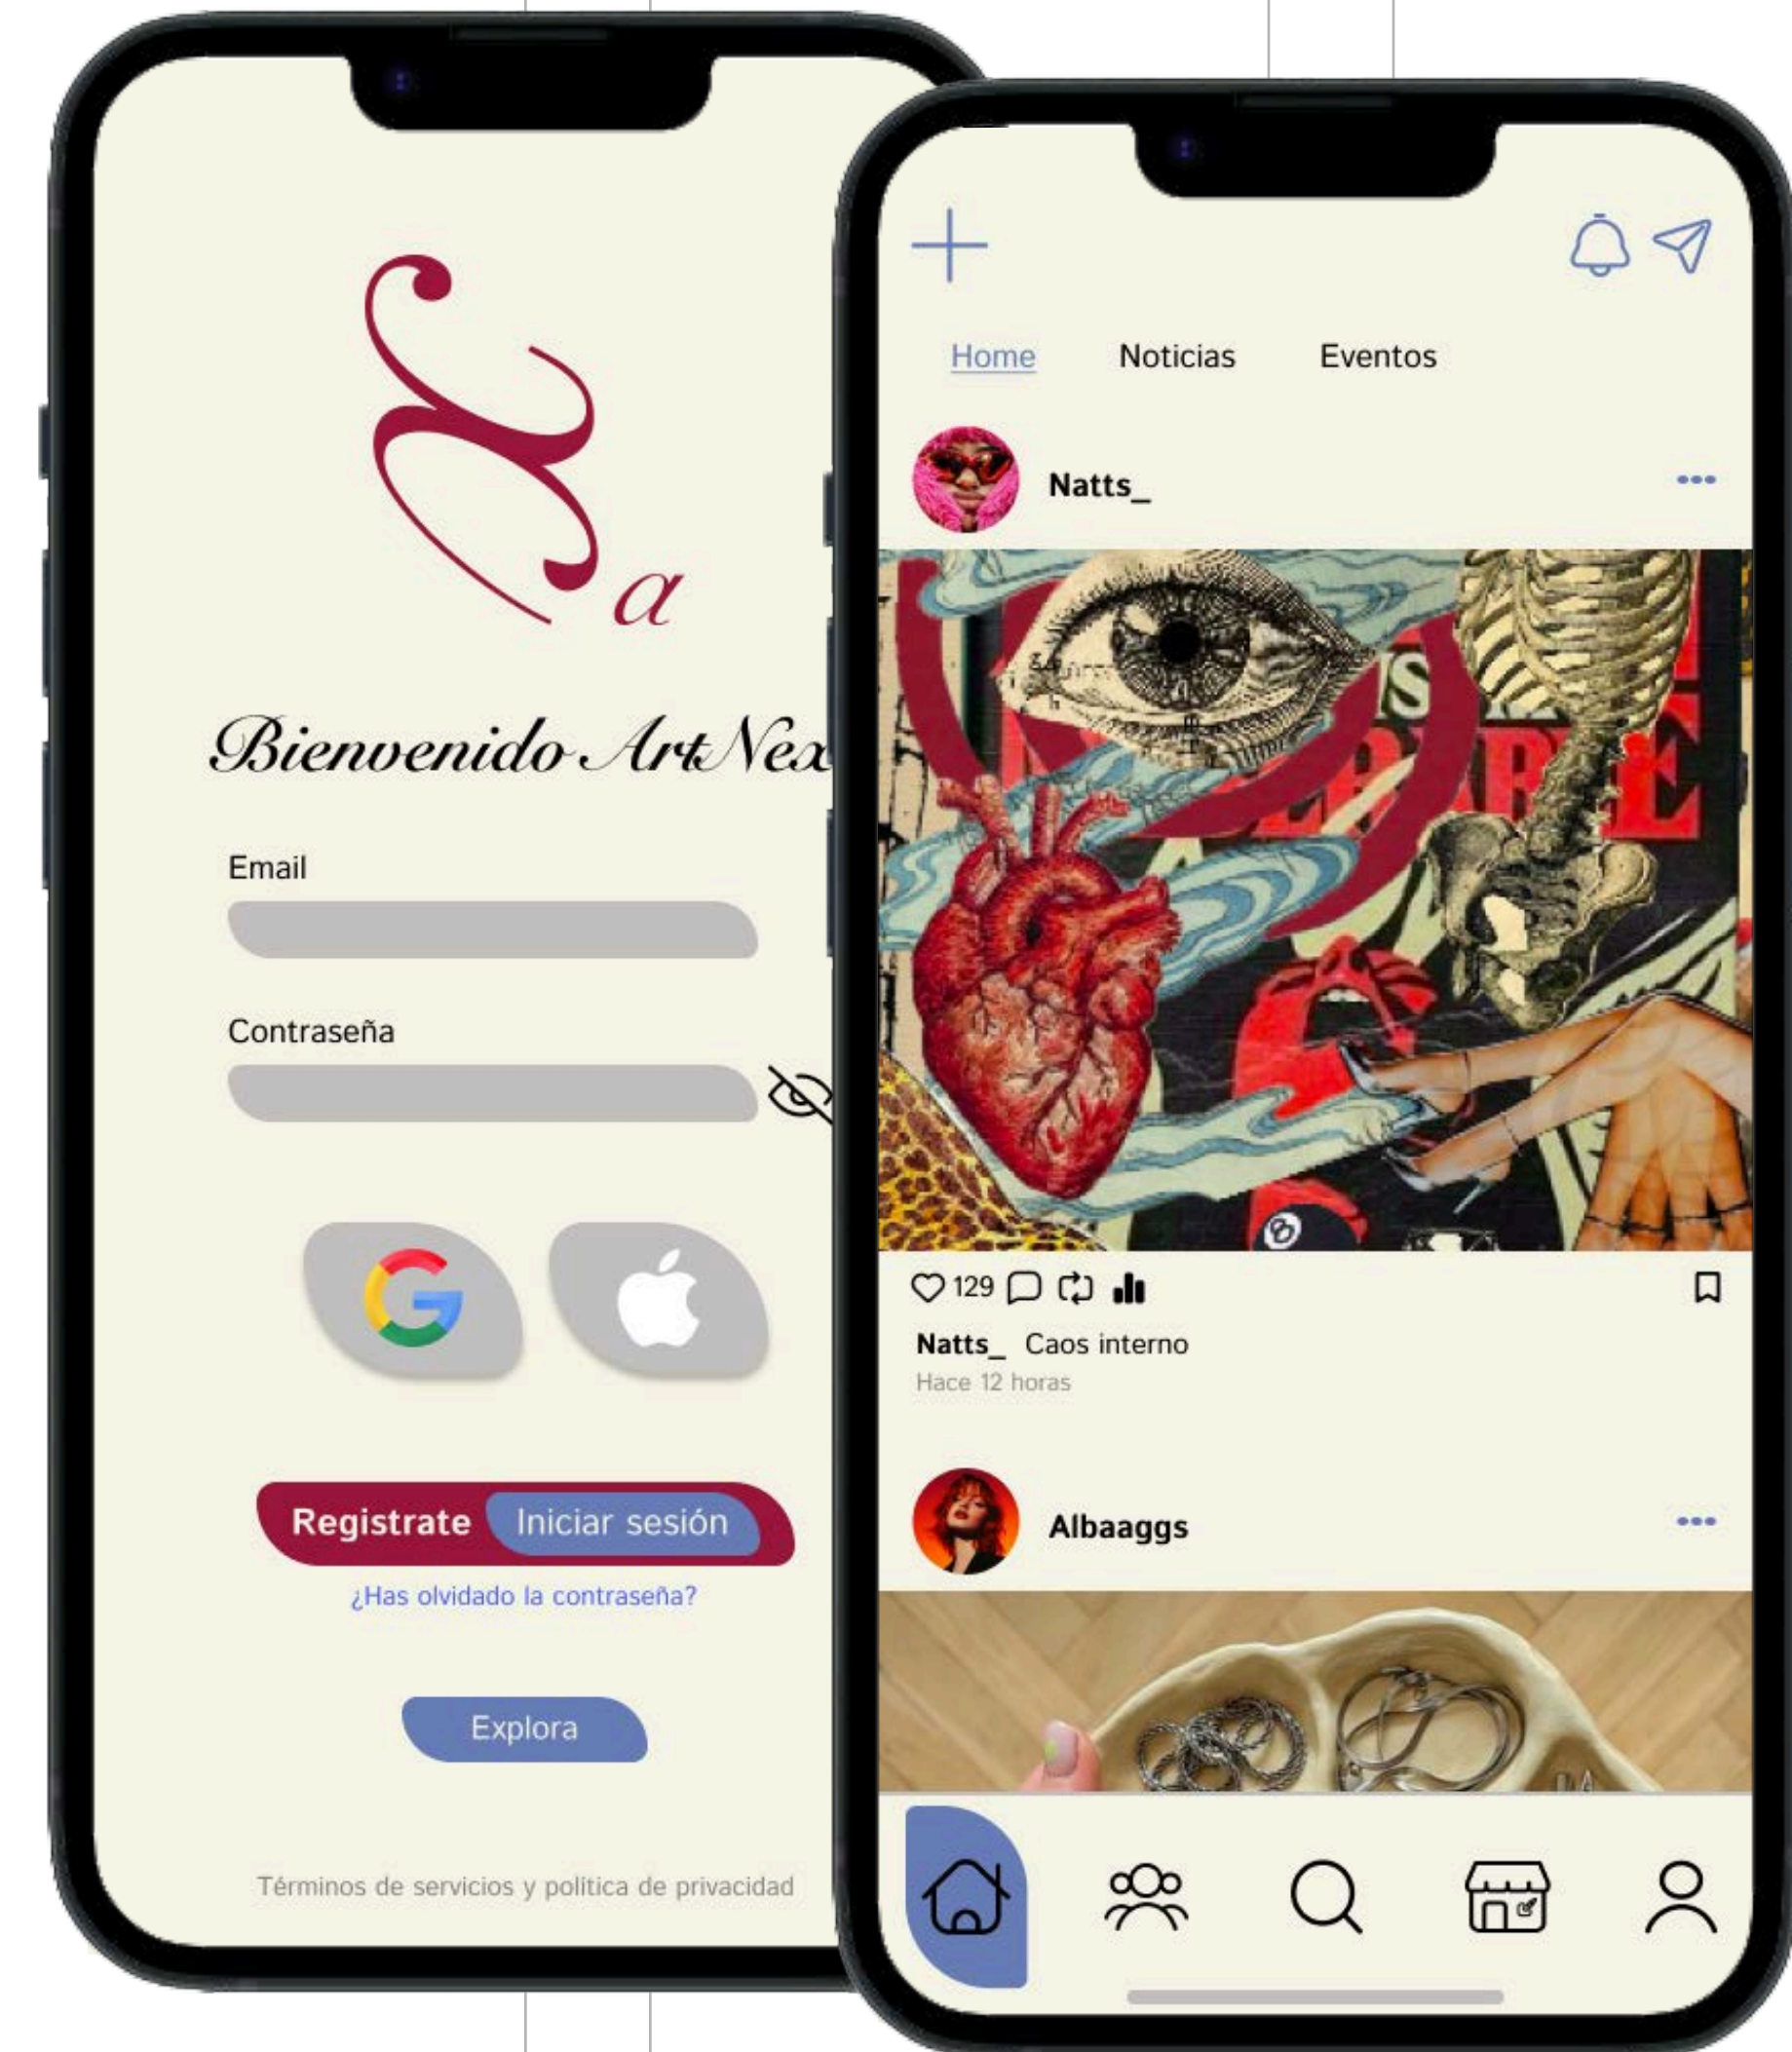 a
Bienvenido ArtNex
Email
Contraseña
Registrate Iniciar sesión
¿Has olvidado la contraseña?
Explora
Términos de servicios y política de privacidad
Home Noticias Eventos
Natts_
8
129
Natts_ Caos interno
Hace 12 horas
Albaaggs